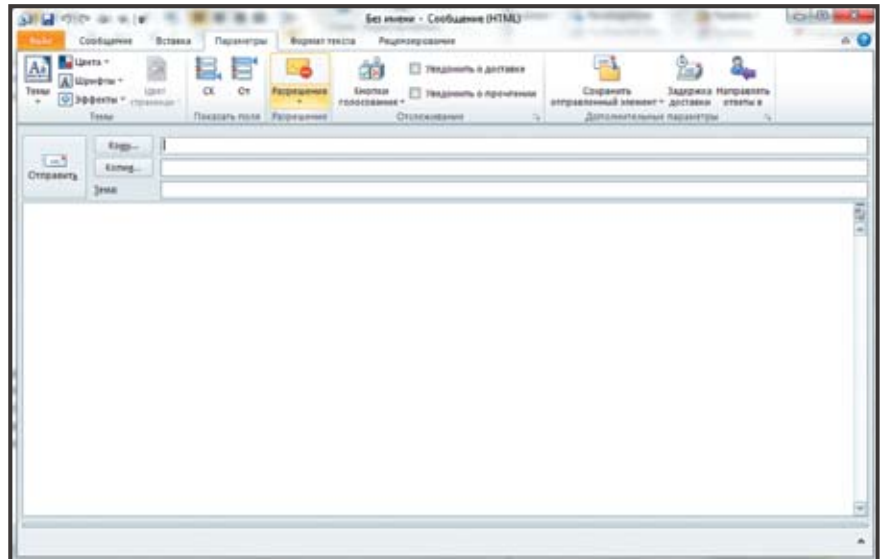 Без имени - Сообщение (HTML)
Файл Сообщение Вставка Параметры Формат текста Рецензирование
Темы
Цвета
Шрифты
Эффекты
Цвет страницы
СК
Ст
Разрешения
Кнопки голосования
Уведомить о доставке
Уведомить о прочтении
Сохранить отправленный элемент
Задержка доставки
Направлять ответы в
Темы Показать поля Разрешения Отслеживание Дополнительные параметры
Отправить
Кому...
Копия...
Тема: